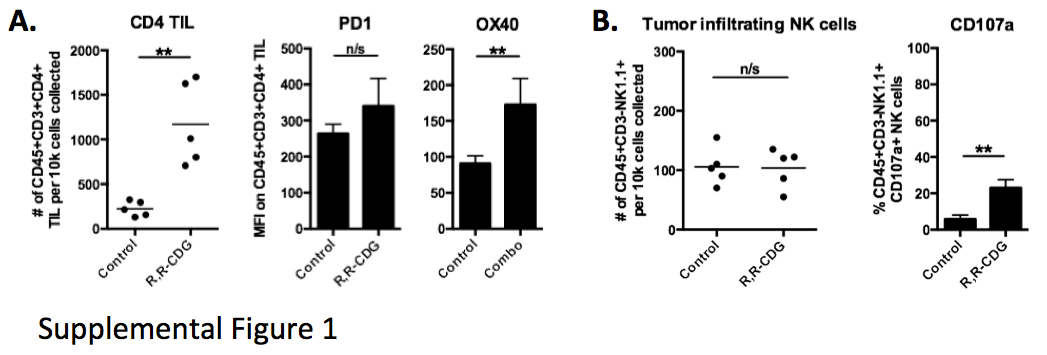 A.
CD4 TIL
# of CD45+CD3+CD4+
TIL per 10k cells collected
2000
1500
1000
500
0
**
Control
R,R-CDG
PD1
MFI on CD45+CD3+CD4+ TIL
500
400
300
200
100
0
n/s
Control
R,R-CDG
OX40
250
200
150
100
50
0
**
Control
Combo
B.
Tumor infiltrating NK cells
# of CD45+CD3-NK1.1+
per 10k cells collected
300
200
100
0
n/s
Control
R,R-CDG
CD107a
% CD45+CD3-NK1.1+
CD107a+ NK cells
100
80
60
40
20
0
**
Control
R,R-CDG
Supplemental Figure 1